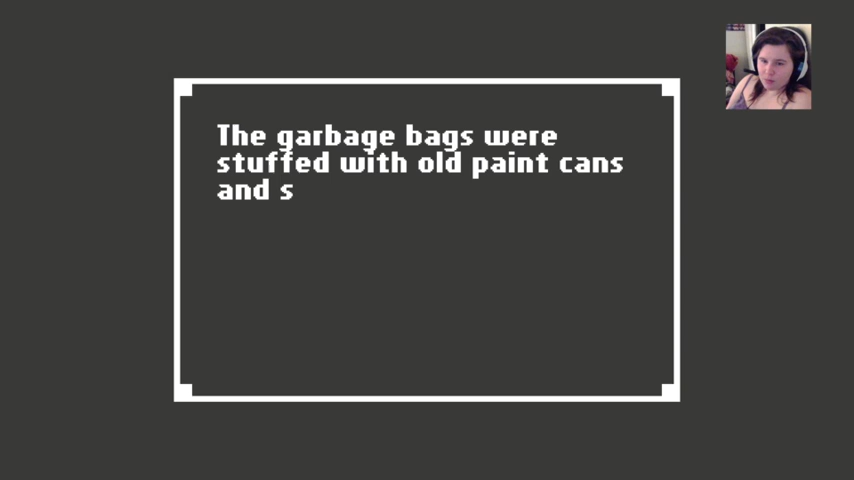 The garbage bags were
stuffed with old paint cans
and s